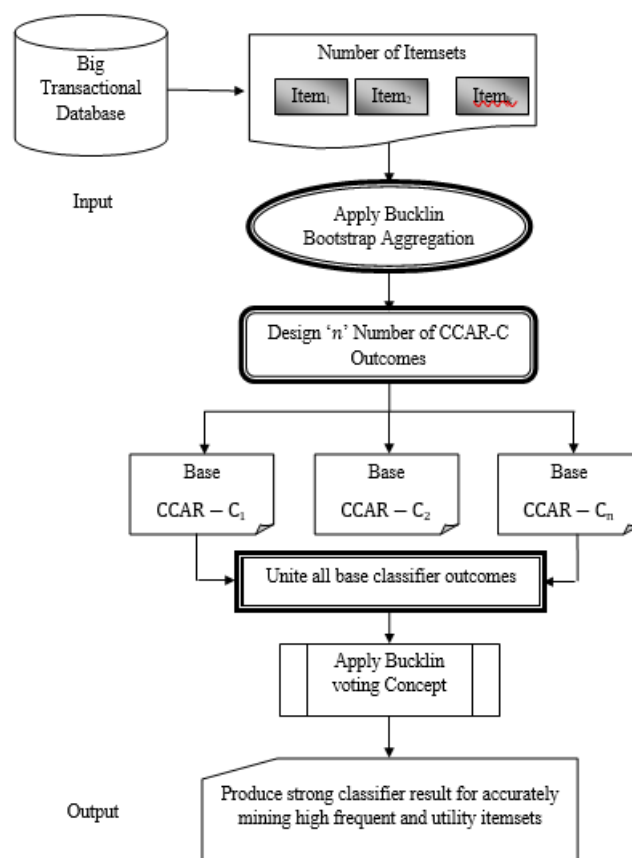 Big
Transactional
Database
Number of Itemsets
Item₁ Item₂ Item
Input
Apply Bucklin
Bootstrap Aggregation
Design ‘n’ Number of CCAR-C
Outcomes
Base
CCAR − C₁
Base
CCAR − C₂
Base
CCAR − Cₙ
Unite all base classifier outcomes
Apply Bucklin
voting Concept
Output
Produce strong classifier result for accurately
mining high frequent and utility itemsets